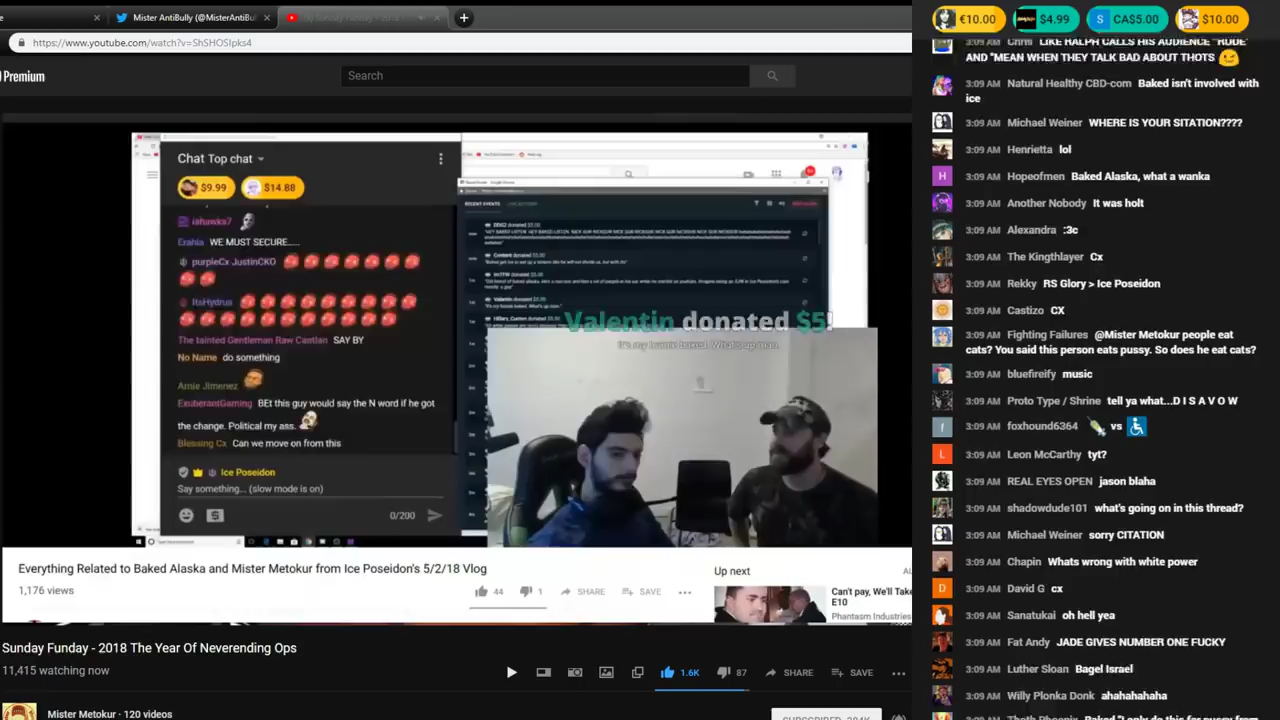 Mister AntiBully (@MisterAntiBul
Sunday Funday - 2018
https://www.youtube.com/watch?v=ShSHOSIpks4
Premium
Search
Chat Top chat
$9.99
$14.88
iahawks7
Erahia WE MUST SECURE.....
purpleCx JustinCKO
ItsHydrus
The tainted Gentleman Raw Cantlan SAY BY
No Name do something
Arnie Jimenez
ExuberantGaming BEt this guy would say the N word if he got
the change. Political my ass.
Blessing Cx Can we move on from this
Ice Poseidon
Say something... (slow mode is on)
0/200
RECENT EVENTS
Valentin donated $5!
Everything Related to Baked Alaska and Mister Metokur from Ice Poseidon's 5/2/18 Vlog
1,176 views
44
1
SHARE
SAVE
Up next
Can't pay, We'll Take
E10
Phantasm Industries
Sunday Funday - 2018 The Year Of Neverending Ops
11,415 watching now
1.6K
87
SHARE
SAVE
Mister Metokur • 120 videos
€10.00
$4.99
CA$5.00
$10.00
3:09 AM Chris LIKE RALPH CALLS HIS AUDIENCE "RUDE"
AND "MEAN WHEN THEY TALK BAD ABOUT THOTS
3:09 AM Natural Healthy CBD-com Baked isn't involved with
ice
3:09 AM Michael Weiner WHERE IS YOUR SITATION????
3:09 AM Henrietta lol
3:09 AM Hopeofmen Baked Alaska, what a wanka
3:09 AM Another Nobody It was holt
3:09 AM Alexandra :3c
3:09 AM The Kingthlayer Cx
3:09 AM Rekky RS Glory > Ice Poseidon
3:09 AM Castizo CX
3:09 AM Fighting Failures @Mister Metokur people eat
cats? You said this person eats pussy. So does he eat cats?
3:09 AM bluefireify music
3:09 AM Proto Type / Shrine tell ya what...D I S A V O W
3:09 AM foxhound6364 vs
3:09 AM Leon McCarthy tyt?
3:09 AM REAL EYES OPEN jason blaha
3:09 AM shadowdude101 what's going on in this thread?
3:09 AM Michael Weiner sorry CITATION
3:09 AM Chapin Whats wrong with white power
3:09 AM David G cx
3:09 AM Sanatukai oh hell yea
3:09 AM Fat Andy JADE GIVES NUMBER ONE FUCKY
3:09 AM Luther Sloan Bagel Israel
3:09 AM Willy Plonka Donk ahahahahaha